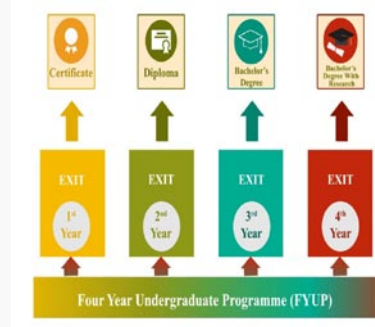 Certificate
Diploma
Bachelor's
Degree
Bachelor's
Degree With
Research
EXIT
EXIT
EXIT
EXIT
1st
Year
2nd
Year
3rd
Year
4th
Year
Four Year Undergraduate Programme (FYUP)